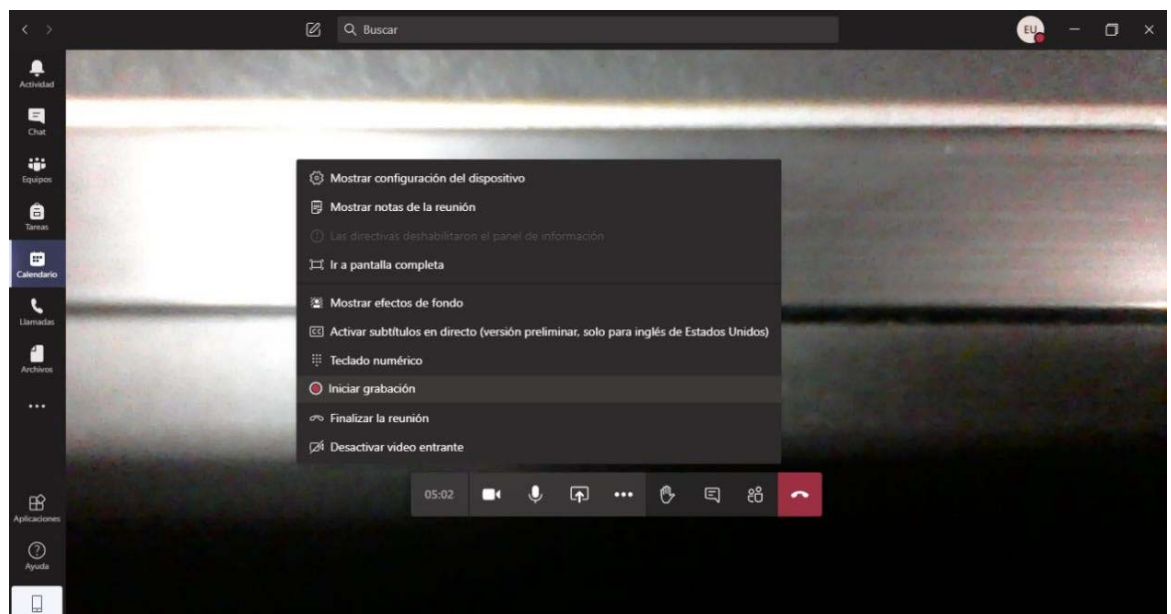 Buscar
EU
Actividad
Chat
Equipos
Tareas
Calendario
Llamadas
Archivos
Aplicaciones
Ayuda
Mostrar configuración del dispositivo
Mostrar notas de la reunión
Las directivas deshabilitaron el panel de información
Ir a pantalla completa
Mostrar efectos de fondo
CC Activar subtítulos en directo (versión preliminar, solo para inglés de Estados Unidos)
Teclado numérico
Iniciar grabación
Finalizar la reunión
Desactivar video entrante
05:02